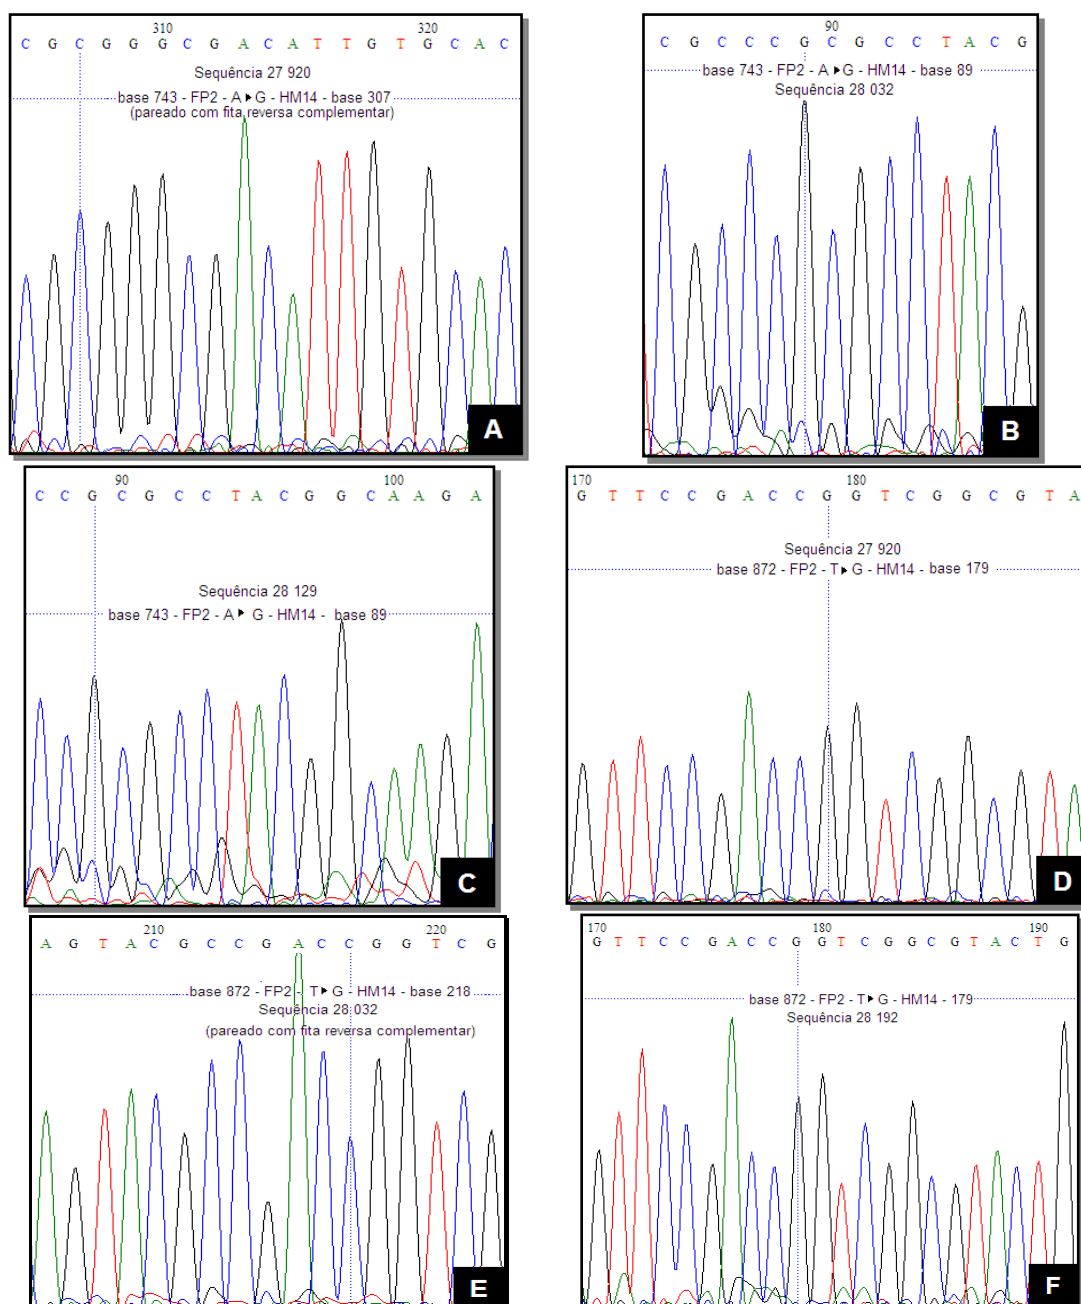 310 320
C G C G G G C G A C A T T G T G C A C
Sequência 27 920
base 743 - FP2 - A▶G - HM14 - base 307
(pareado com fita reversa complementar)
A
90
C G C C C G C G C C T A C G
base 743 - FP2 - A▶G - HM14 - base 89
Sequência 28 032
B
90 100
C C G C G C C T A C G G C A A G A
Sequência 28 129
base 743 - FP2 - A▶ G - HM14 - base 89
C
170 180
G T T C C G A C C G G T C G G C G T A
Sequência 27 920
base 872 - FP2 - T▶G - HM14 - base 179
D
210 220
A G T A C G C C G A C C G G T C G
base 872 - FP2 - T▶G - HM14 - base 218
Sequência 28 032
(pareado com fita reversa complementar)
E
170 180 190
G T T C C G A C C G G T C G G C G T A C T G
base 872 - FP2 - T▶G - HM14 - 179
Sequência 28 192
F